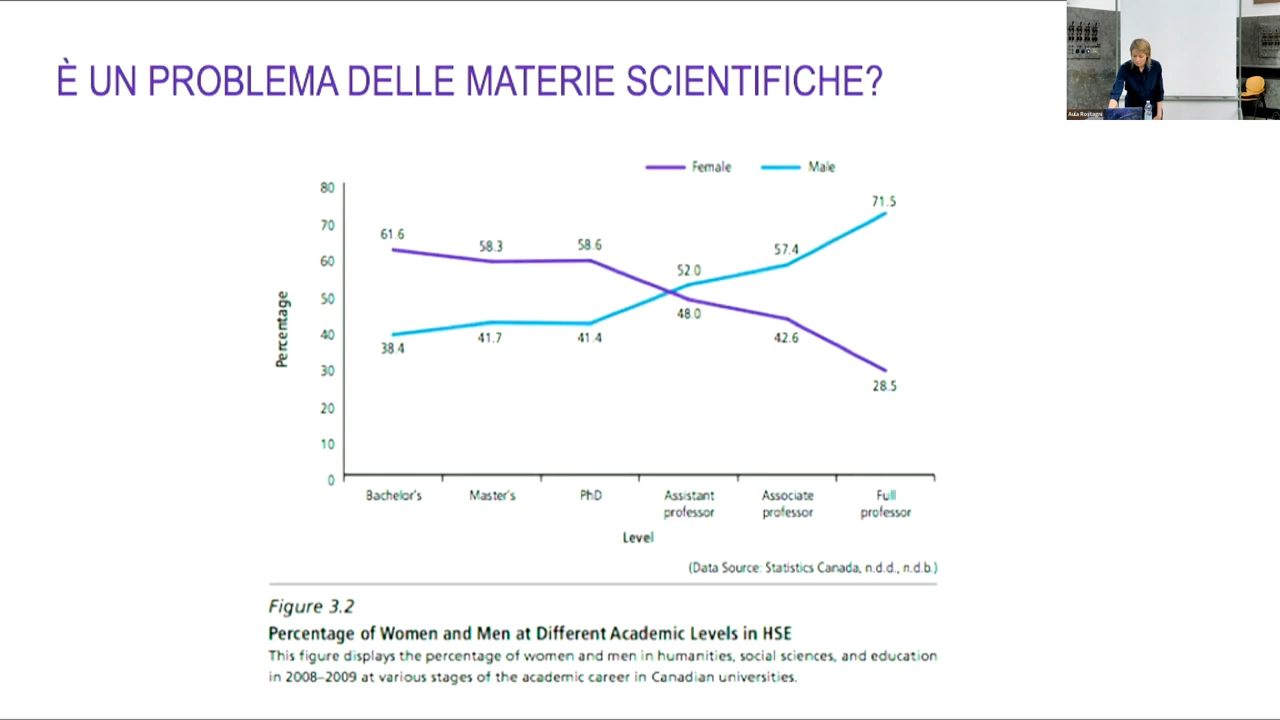 È UN PROBLEMA DELLE MATERIE SCIENTIFICHE?
Aula Rostagni
Female Male
80
70
60
50
40
30
20
10
0
Percentage
61.6
58.3
58.6
52.0
57.4
71.5
38.4
41.7
41.4
48.0
42.6
28.5
Bachelor's Master's PhD Assistant professor Associate professor Full professor
Level
(Data Source: Statistics Canada, n.d.d., n.d.b.)
Figure 3.2
Percentage of Women and Men at Different Academic Levels in HSE
This figure displays the percentage of women and men in humanities, social sciences, and education
in 2008–2009 at various stages of the academic career in Canadian universities.